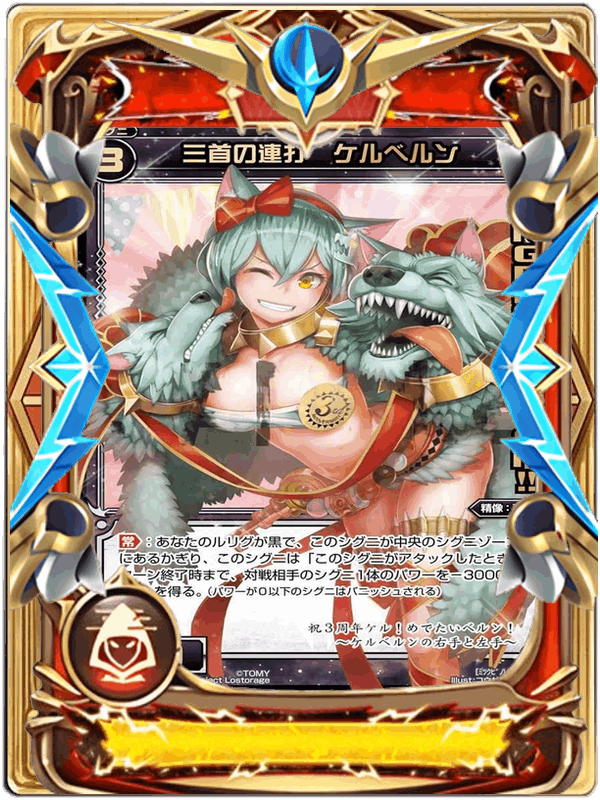 3
三首の連打 ケルベルン
3rd
精像:
常:あなたのルリグが黒で、このシグニが中央のシグニゾー
にあるかぎり、このシグニは「このシグニがアタックしたとき
ーン終了時まで、対戦相手のシグニ1体のパワーを-3000
を得る。(パワーが0以下のシグニはバニッシュされる)
祝3周年ケル!めでたいベルン!
~ケルベルンの右手と左手~
©TOMY
ject Lostorage
Illust.コウ